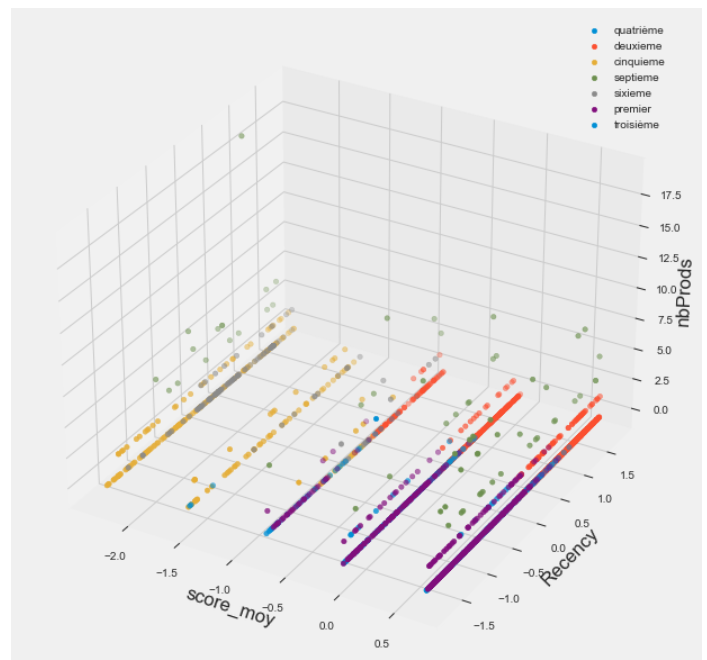 quatrième
deuxieme
cinquieme
septieme
sixieme
premier
troisième
17.5
15.0
12.5
10.0
7.5
5.0
2.5
0.0
nbProds
1.5
1.0
0.5
0.0
−0.5
−1.0
−1.5
Recency
−2.0
−1.5
−1.0
−0.5
0.0
0.5
score_moy